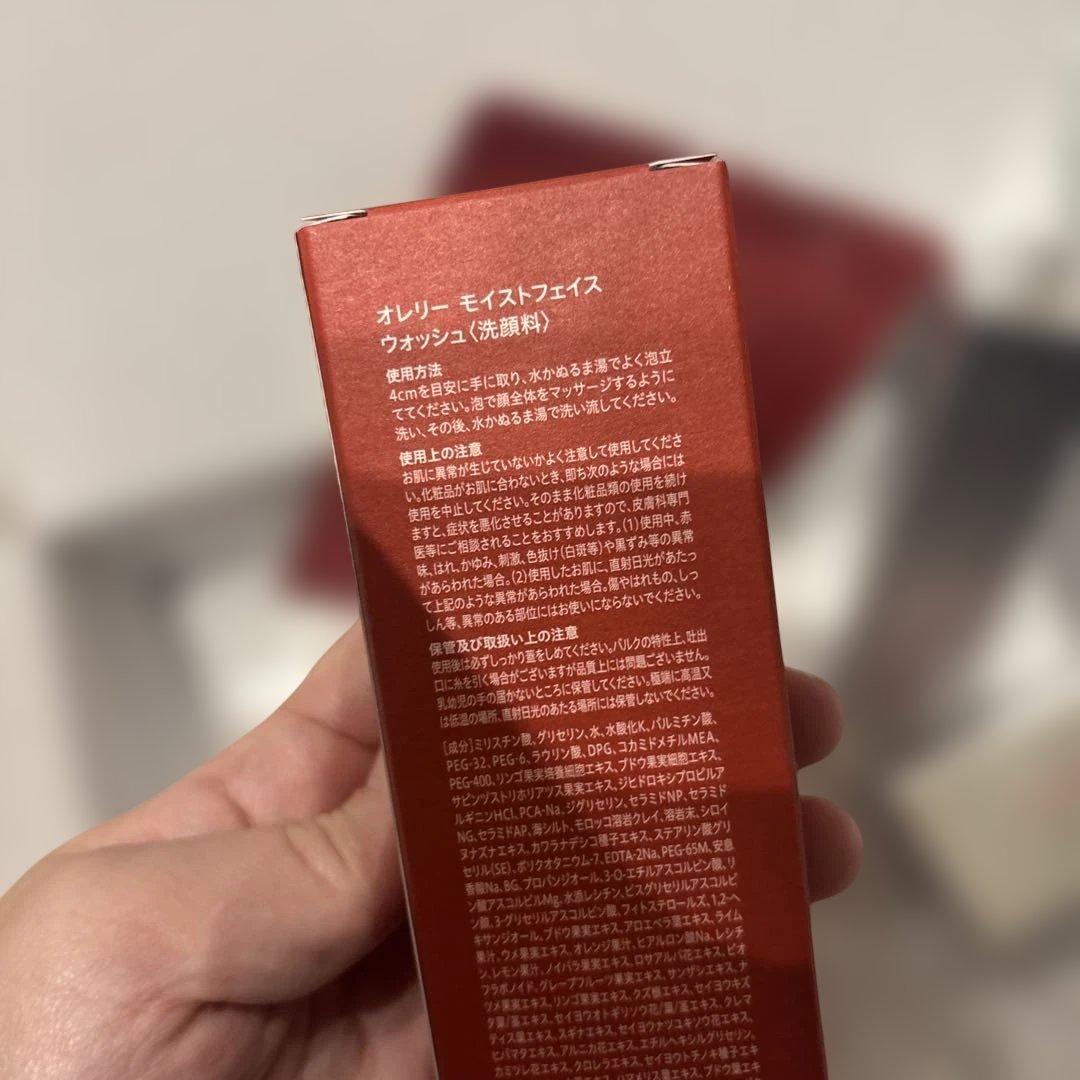 オレリー モイストフェイス
ウォッシュ〈洗顔料〉
使用方法
4cmを目安に手に取り、水かぬるま湯でよく泡立
ててください。泡で顔全体をマッサージするように
洗い、その後、水かぬるま湯で洗い流してください。
使用上の注意
お肌に異常が生じていないかよく注意して使用してくださ
い。化粧品がお肌に合わないとき、即ち次のような場合には
使用を中止してください。そのまま化粧品類の使用を続け
ますと、症状を悪化させることがありますので、皮膚科専門
医等にご相談されることをおすすめします。(1)使用中、赤
味、はれ、かゆみ、刺激、色抜け(白斑等)や黒ずみ等の異常
があらわれた場合。(2)使用したお肌に、直射日光があたっ
て上記のような異常があらわれた場合。傷やはれもの、しっ
しん等、異常のある部位にはお使いにならないでください。
保管及び取扱い上の注意
使用後は必ずしっかり蓋をしめてください。バルクの特性上、吐出
口に糸を引く場合がございますが品質上には問題ございません。
乳幼児の手の届かないところに保管してください。極端に高温又
は低温の場所、直射日光のあたる場所には保管しないでください。
[成分]ミリスチン酸、グリセリン、水、水酸化K、パルミチン酸、
PEG-32、PEG-6、ラウリン酸、DPG、コカミドメチルMEA、
PEG-400、リンゴ果実培養細胞エキス、ブドウ果実細胞エキス、
サピンヅストリホリアツス果実エキス、ジヒドロキシプロピルア
ルギニンHCl、PCA-Na、ジグリセリン、セラミドNP、セラミド
NG、セラミドAP、海シルト、モロッコ溶岩クレイ、溶岩末、シロイ
ヌナズナエキス、カワラナデシコ種子エキス、ステアリン酸グリ
セリル(SE)、ポリクオタニウム-7、EDTA-2Na、PEG-65M、安息
香酸Na、BG、プロパンジオール、3-O-エチルアスコルビン酸、リ
ン酸アスコルビルMg、水添レシチン、ビスグリセリルアスコルビ
ン酸、3-グリセリルアスコルビン酸、フィトステロールズ、1,2-ヘ
キサンジオール、ブドウ果実エキス、アロエベラ葉エキス、ライム
果汁、ウメ果実エキス、オレンジ果汁、ヒアルロン酸Na、レシチ
ン、レモン果汁、ノイバラ果実エキス、ロサアルバ花エキス、ビオ
フラボノイド、グレープフルーツ果実エキス、サンザシエキス、ナ
ツメ果実エキス、リンゴ果実エキス、クズ根エキス、セイヨウキズ
タ葉/茎エキス、セイヨウオトギリソウ花/葉/茎エキス、クレマ
ティス葉エキス、スギナエキス、セイヨウナツユキソウ花エキス、
ヒバマタエキス、アルニカ花エキス、エチルヘキシルグリセリン、
カミツレ花エキス、クロレラエキス、セイヨウトチノキ種子エキ
ハマメリス葉エキス、ブドウ葉エキ